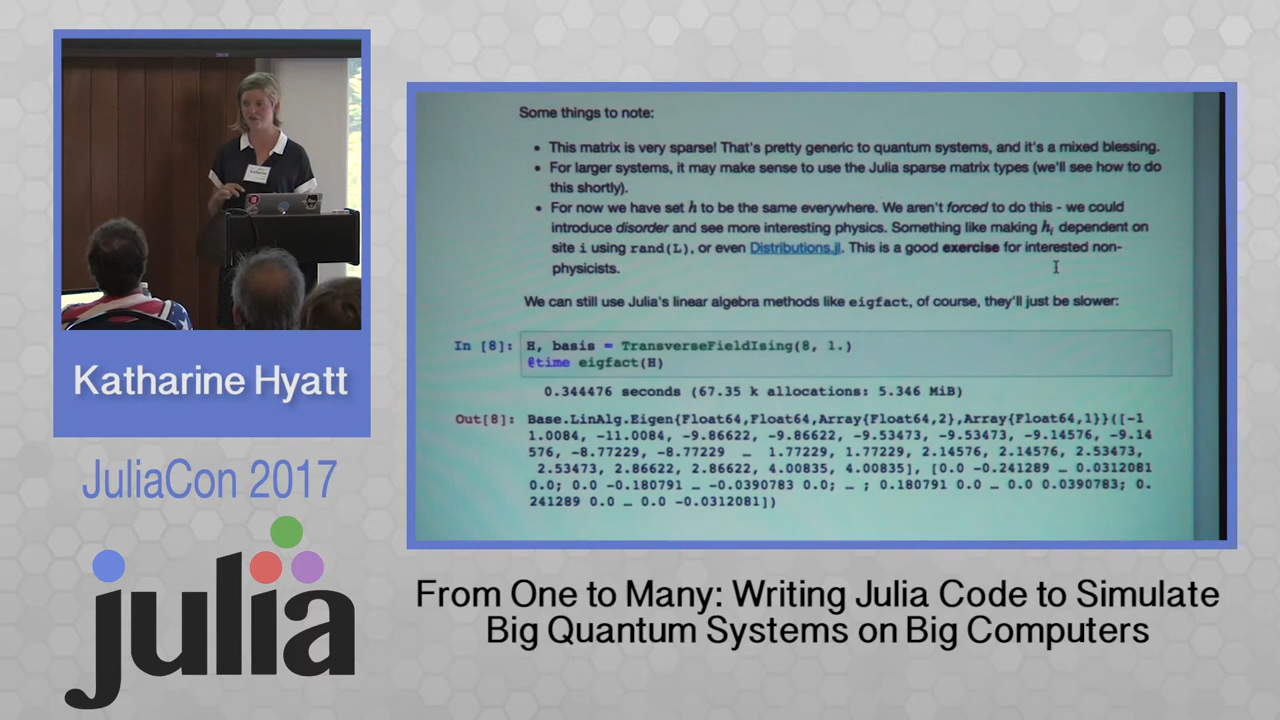 Katharine Hyatt
JuliaCon 2017
julia
Some things to note:
• This matrix is very sparse! That's pretty generic to quantum systems, and it's a mixed blessing.
• For larger systems, it may make sense to use the Julia sparse matrix types (we'll see how to do
this shortly).
• For now we have set h to be the same everywhere. We aren't forced to do this - we could
introduce disorder and see more interesting physics. Something like making hi dependent on
site i using rand(L), or even Distributions.jl. This is a good exercise for interested non-
physicists.
We can still use Julia's linear algebra methods like eigfact, of course, they'll just be slower:
In [8]: H, basis = TransverseFieldIsing(8, 1.)
@time eigfact(H)
0.344476 seconds (67.35 k allocations: 5.346 MiB)
Out[8]: Base.LinAlg.Eigen{Float64,Float64,Array{Float64,2},Array{Float64,1}}([-1
1.0084, -11.0084, -9.86622, -9.86622, -9.53473, -9.53473, -9.14576, -9.14
576, -8.77229, -8.77229 … 1.77229, 1.77229, 2.14576, 2.14576, 2.53473,
2.53473, 2.86622, 2.86622, 4.00835, 4.00835], [0.0 -0.241289 … 0.0312081
0.0; 0.0 -0.180791 … -0.0390783 0.0; … ; 0.180791 0.0 … 0.0 0.0390783; 0.
241289 0.0 … 0.0 -0.0312081])
From One to Many: Writing Julia Code to Simulate
Big Quantum Systems on Big Computers